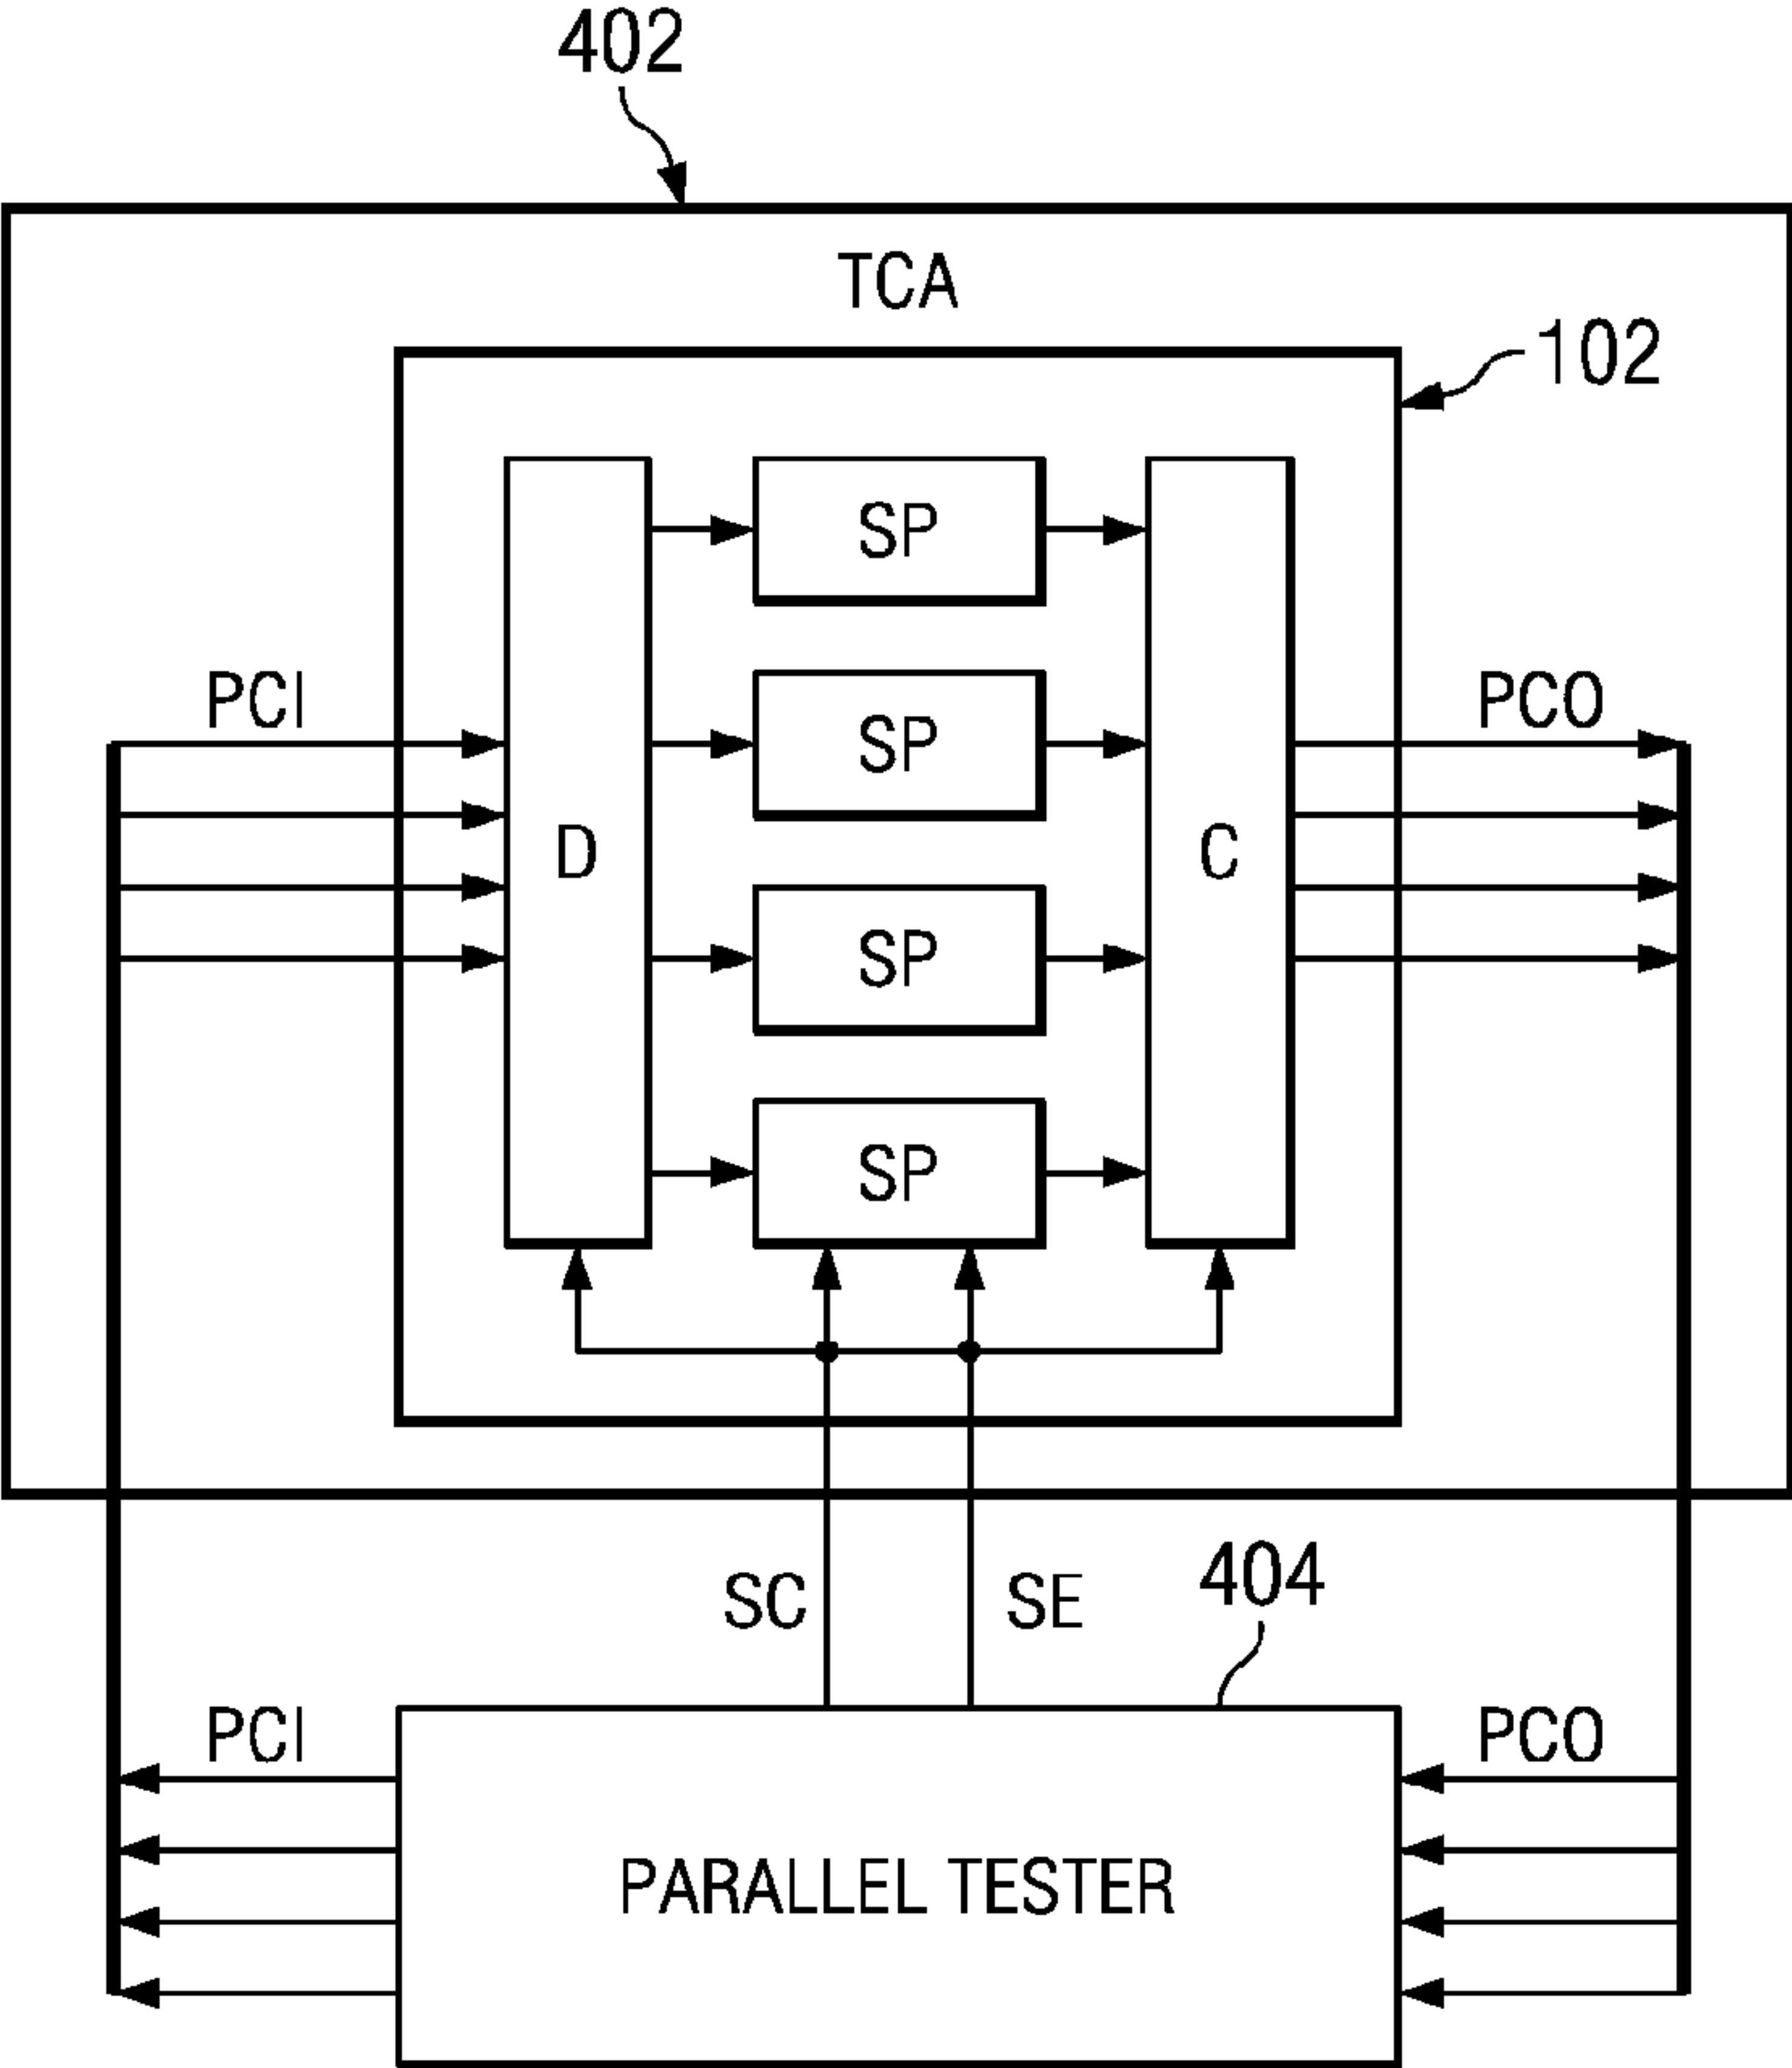 402
TCA
102
SP
PCI
SP
PCO
D
C
SP
SP
SC
SE
404
PCI
PCO
PARALLEL TESTER